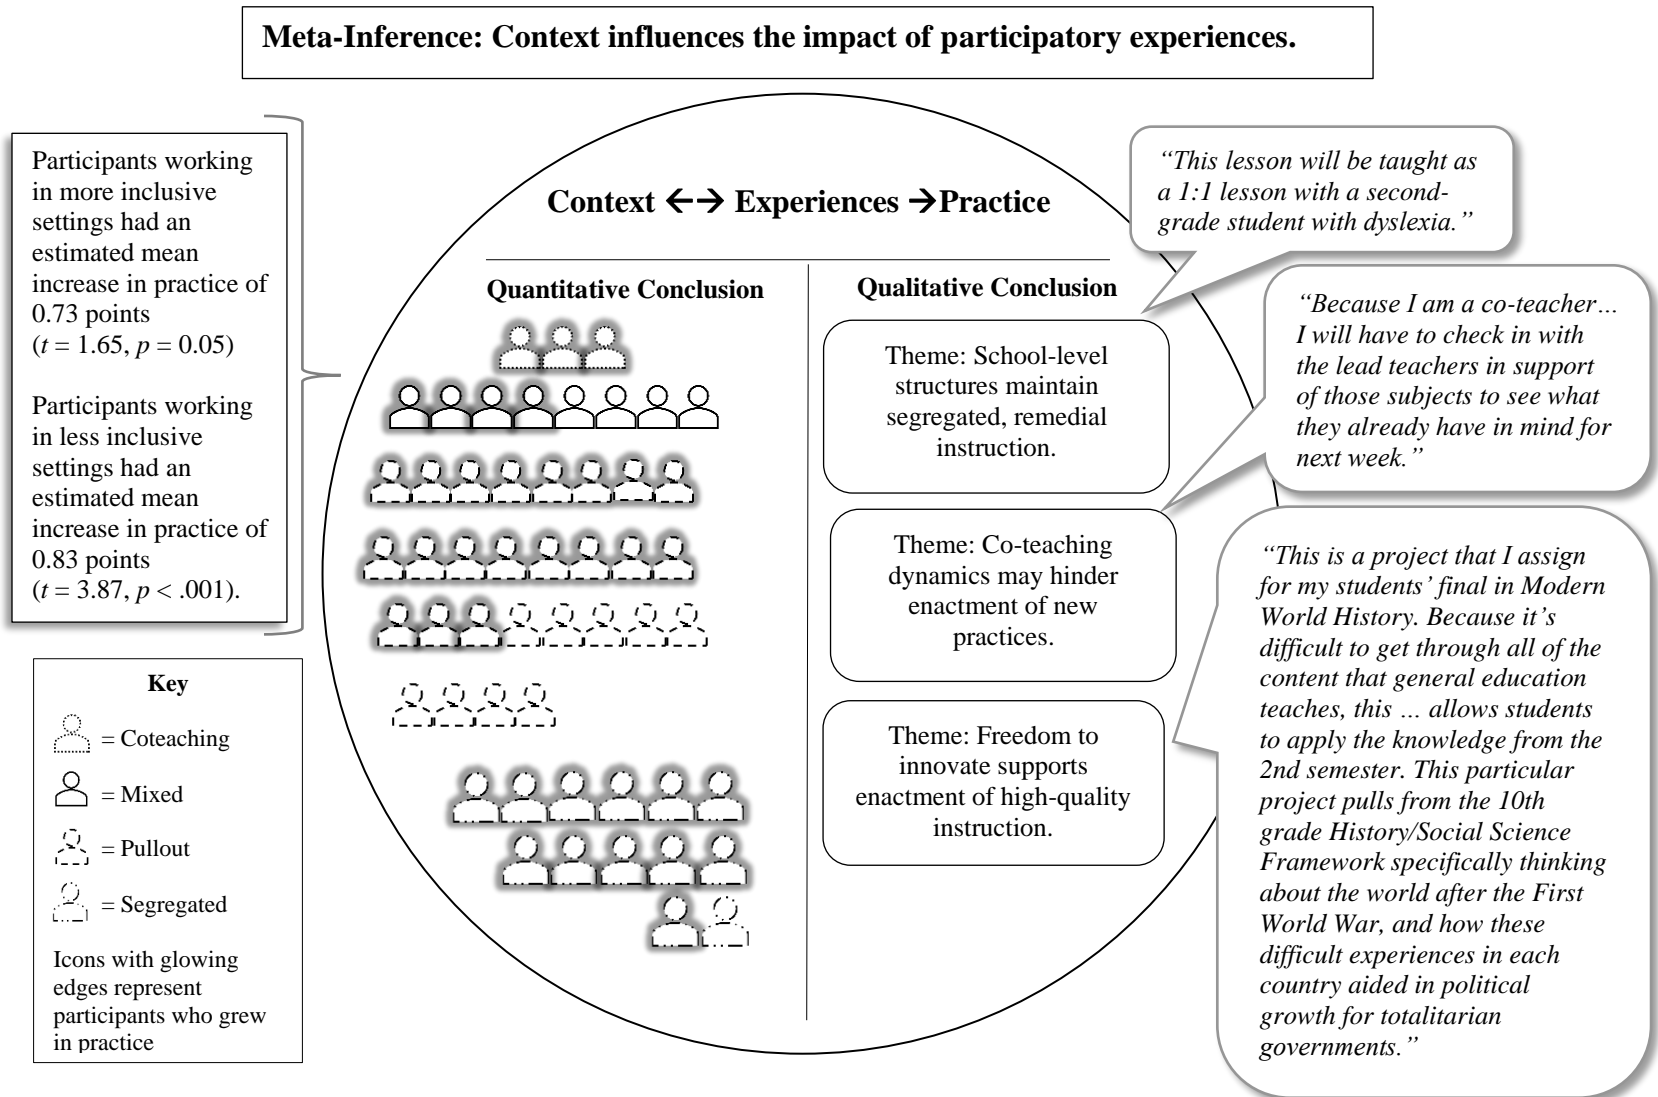 Meta-Inference: Context influences the impact of participatory experiences.
Participants working
in more inclusive
settings had an
estimated mean
increase in practice of
0.73 points
(t = 1.65, p = 0.05)
Participants working
in less inclusive
settings had an
estimated mean
increase in practice of
0.83 points
(t = 3.87, p < .001).
Key
= Coteaching
= Mixed
= Pullout
= Segregated
Icons with glowing
edges represent
participants who grew
in practice
Context ←→ Experiences →Practice
Quantitative Conclusion
Qualitative Conclusion
Theme: School-level
structures maintain
segregated, remedial
instruction.
Theme: Co-teaching
dynamics may hinder
enactment of new
practices.
Theme: Freedom to
innovate supports
enactment of high-quality
instruction.
“This lesson will be taught as
a 1:1 lesson with a second-
grade student with dyslexia.”
“Because I am a co-teacher…
I will have to check in with
the lead teachers in support
of those subjects to see what
they already have in mind for
next week.”
“This is a project that I assign
for my students’ final in Modern
World History. Because it’s
difficult to get through all of the
content that general education
teaches, this … allows students
to apply the knowledge from the
2nd semester. This particular
project pulls from the 10th
grade History/Social Science
Framework specifically thinking
about the world after the First
World War, and how these
difficult experiences in each
country aided in political
growth for totalitarian
governments.”